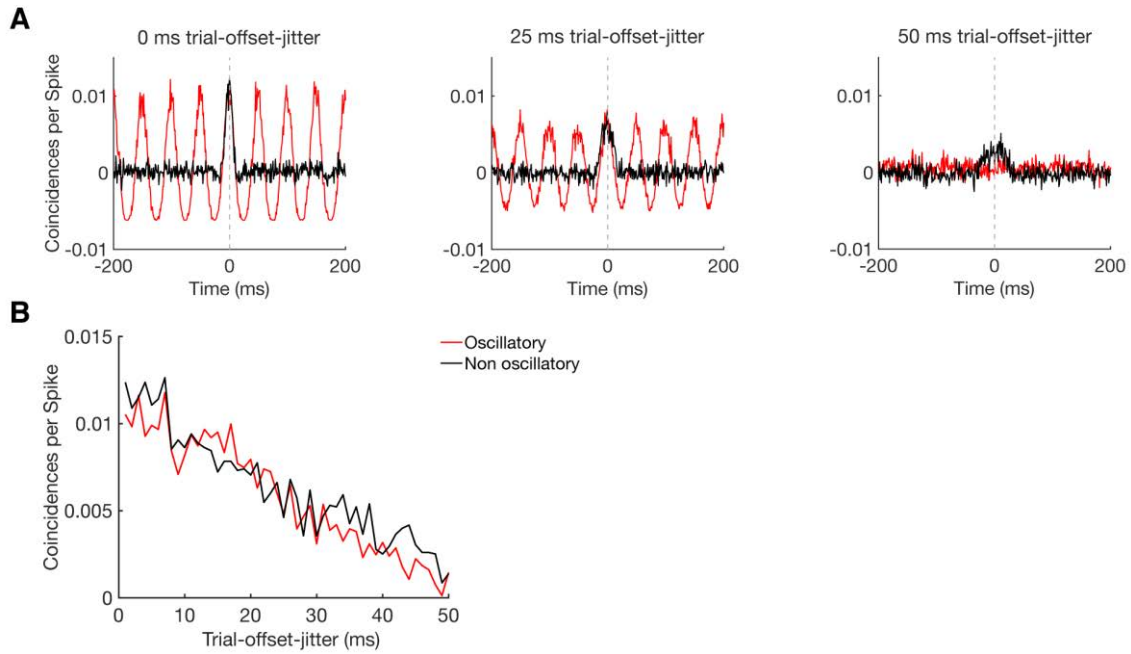 A
0 ms trial-offset-jitter
25 ms trial-offset-jitter
50 ms trial-offset-jitter
Coincidences per Spike
0.01
0
-0.01
-200
0
200
Time (ms)
0.01
0
-0.01
-200
0
200
Time (ms)
0.01
0
-0.01
-200
0
200
Time (ms)
B
Coincidences per Spike
0.015
0.01
0.005
0
0
10
20
30
40
50
Trial-offset-jitter (ms)
Oscillatory
Non oscillatory